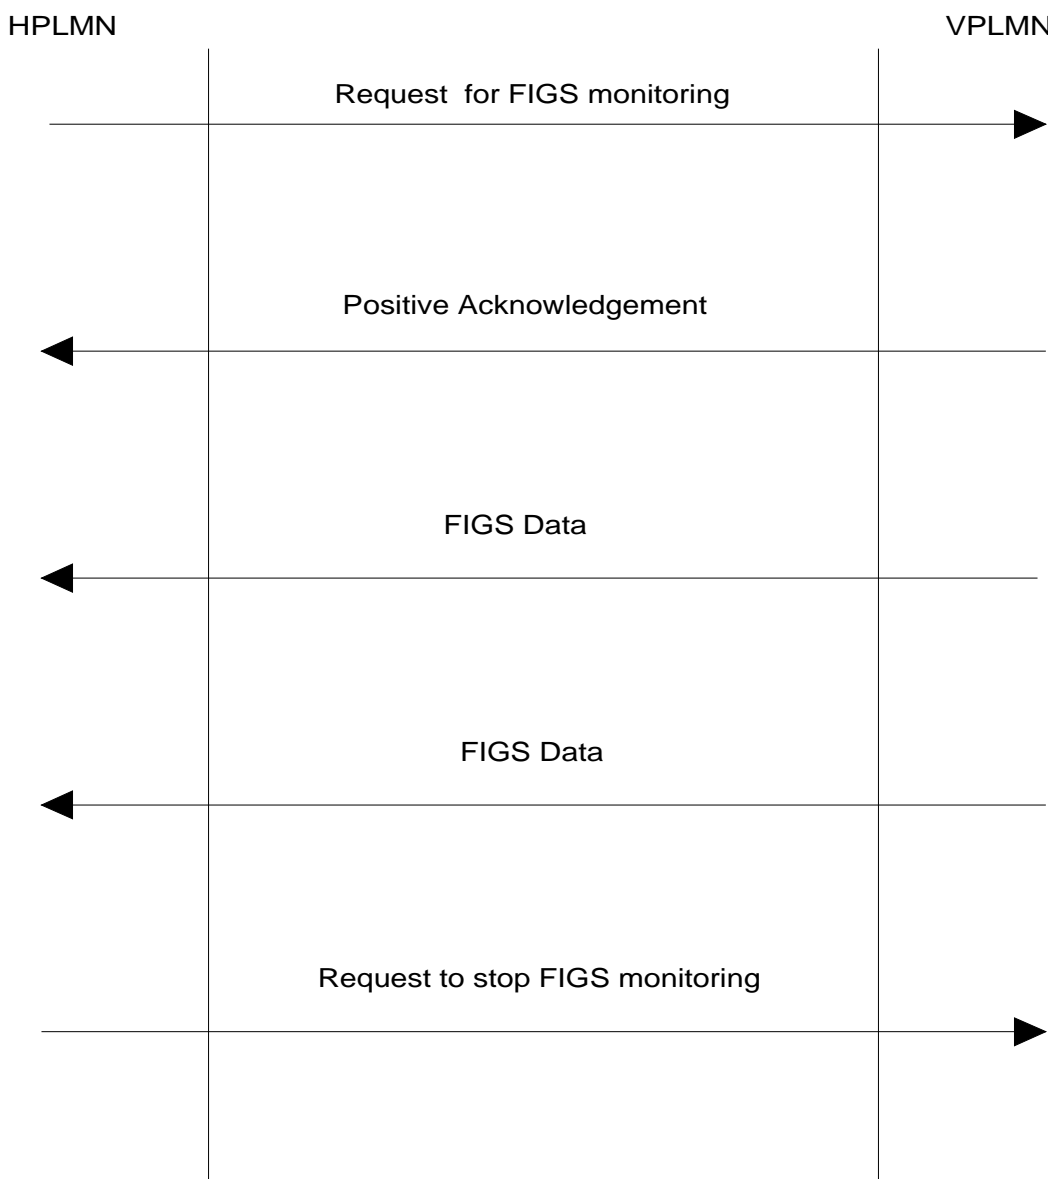 HPLMN
VPLMN
Request for FIGS monitoring
Positive Acknowledgement
FIGS Data
FIGS Data
Request to stop FIGS monitoring